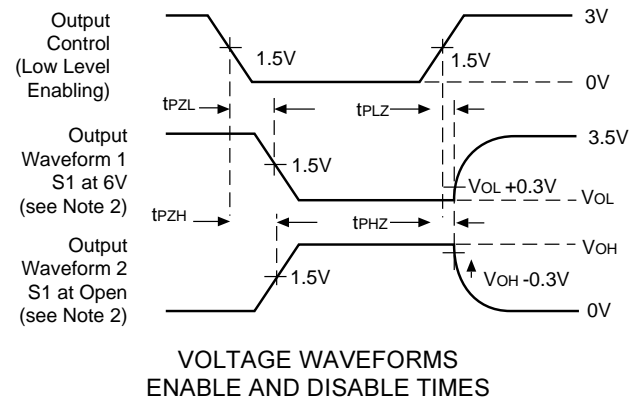 Output
Control
(Low Level
Enabling)
3V
1.5V
1.5V
0V
tPZL
tPLZ
Output
Waveform 1
S1 at 6V
(see Note 2)
3.5V
1.5V
VOL +0.3V
VOL
tPZH
tPHZ
Output
Waveform 2
S1 at Open
(see Note 2)
VOH
1.5V
VOH -0.3V
0V
VOLTAGE WAVEFORMS
ENABLE AND DISABLE TIMES